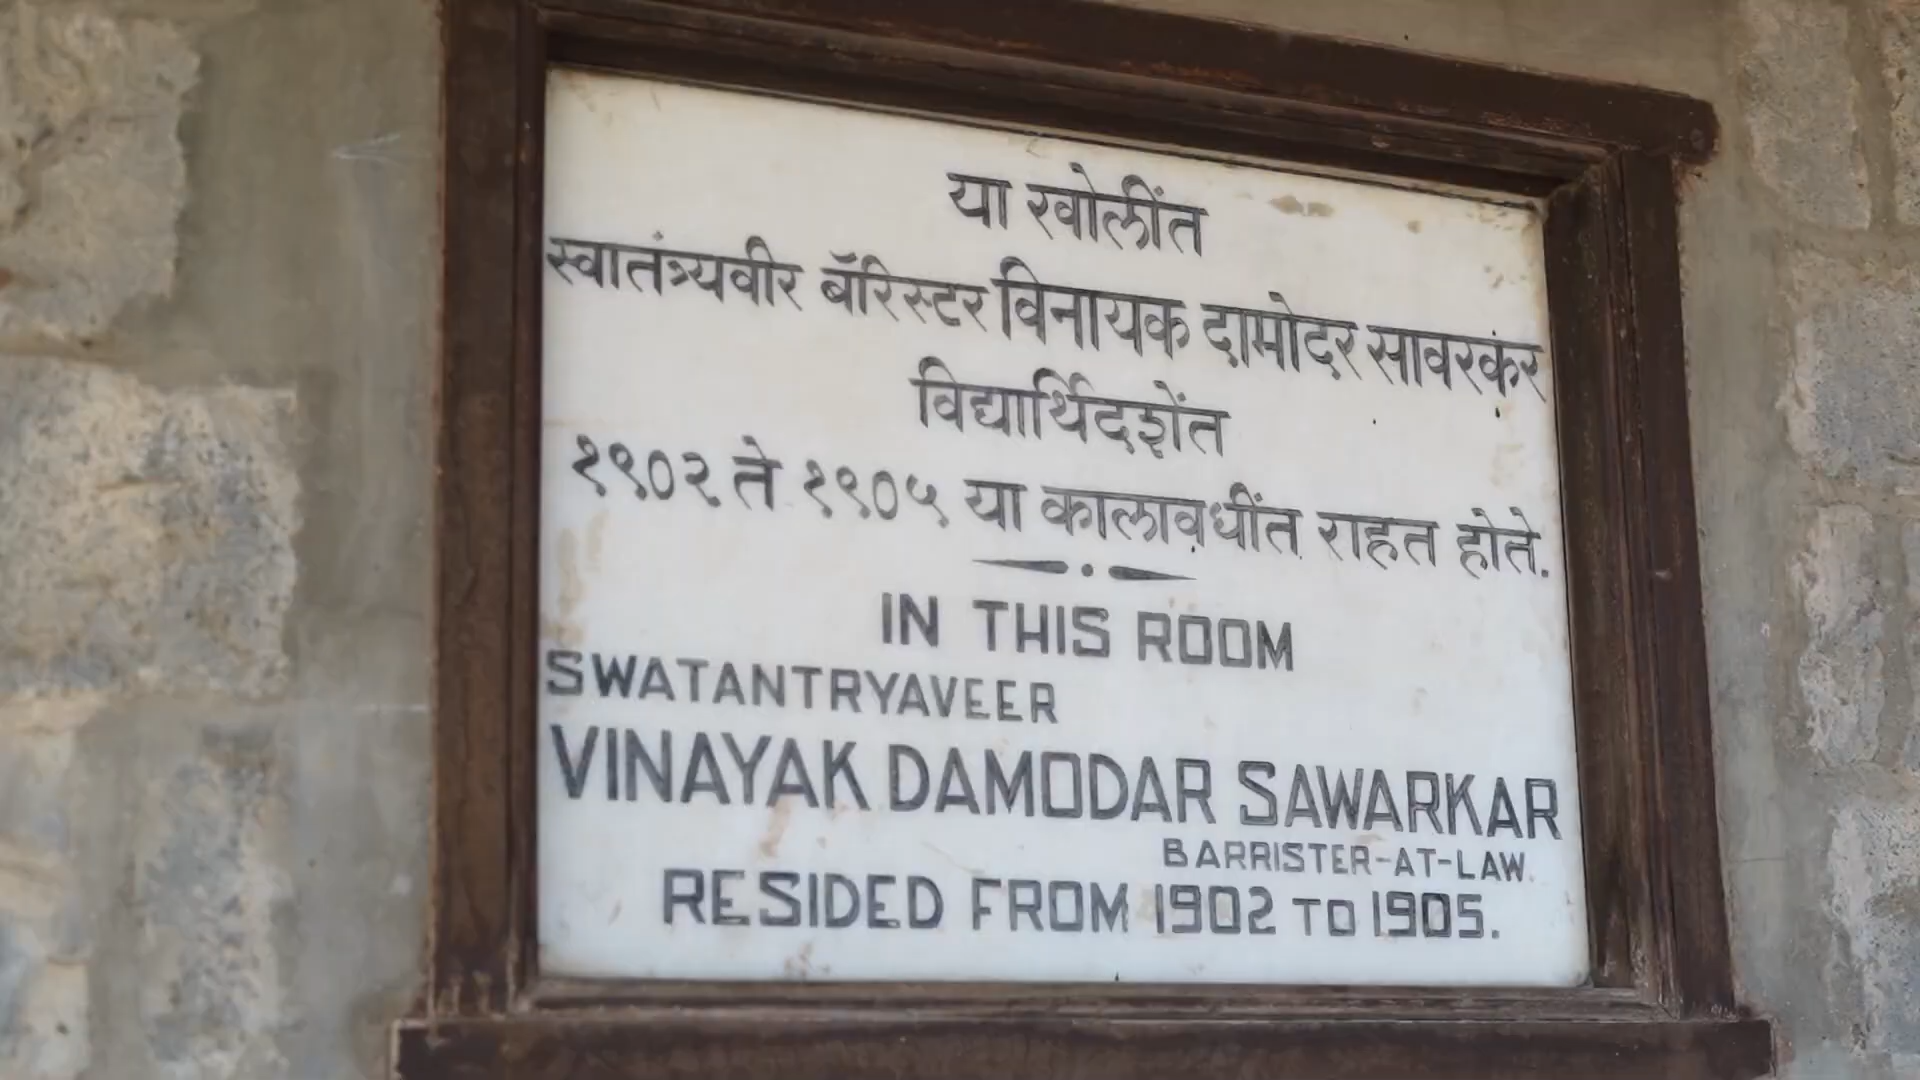 या खोलींत
स्वातंत्र्यवीर बॅरिस्टर विनायक दामोदर सावरकर
विद्यार्थिदशेंत
१९०२ ते १९०५ या कालावधींत राहत होते.
IN THIS ROOM
SWATANTRYAVEER
VINAYAK DAMODAR SAWARKAR
BARRISTER-AT-LAW.
RESIDED FROM 1902 TO 1905.